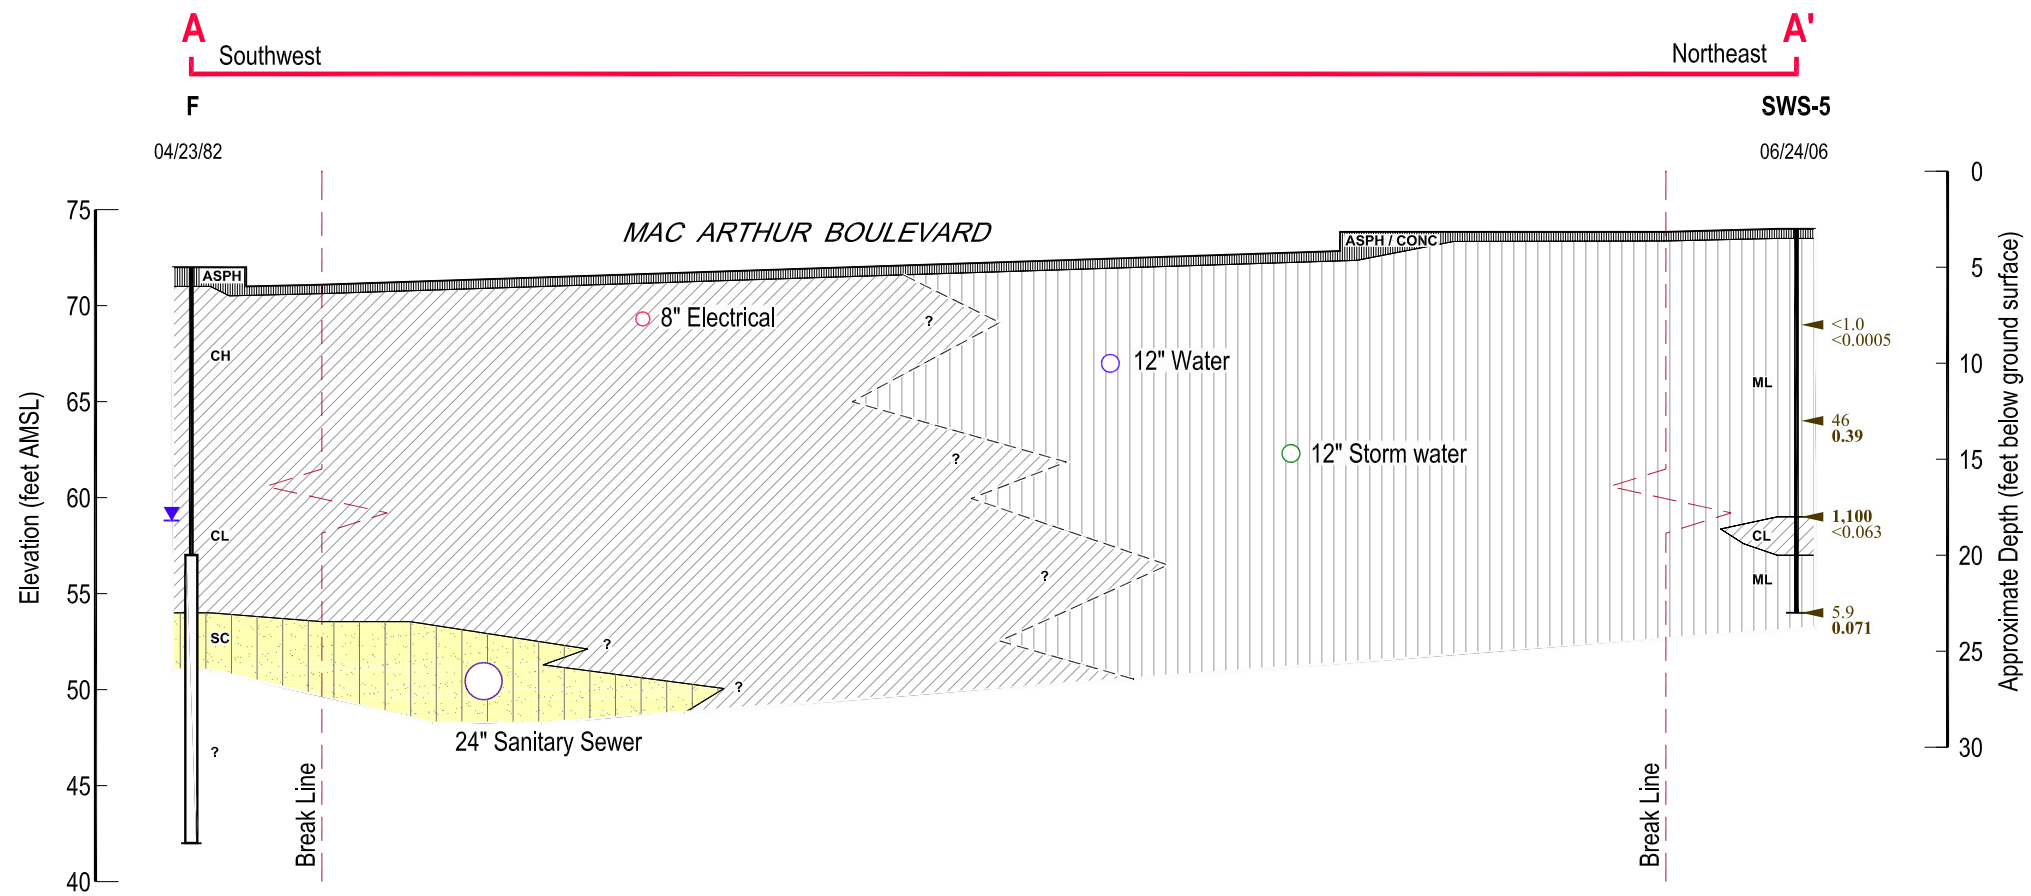 A
A'
Southwest
Northeast
F
SWS-5
04/23/82
06/24/06
MAC ARTHUR BOULEVARD
ASPH
ASPH / CONC
8" Electrical
12" Water
12" Storm water
24" Sanitary Sewer
CH
CL
SC
?
?
?
?
?
?
ML
CL
ML
<1.0
<0.0005
46
0.39
1,100
<0.063
5.9
0.071
Break Line
Break Line
Elevation (feet AMSL)
75
70
65
60
55
50
45
40
Approximate Depth (feet below ground surface)
0
5
10
15
20
25
30